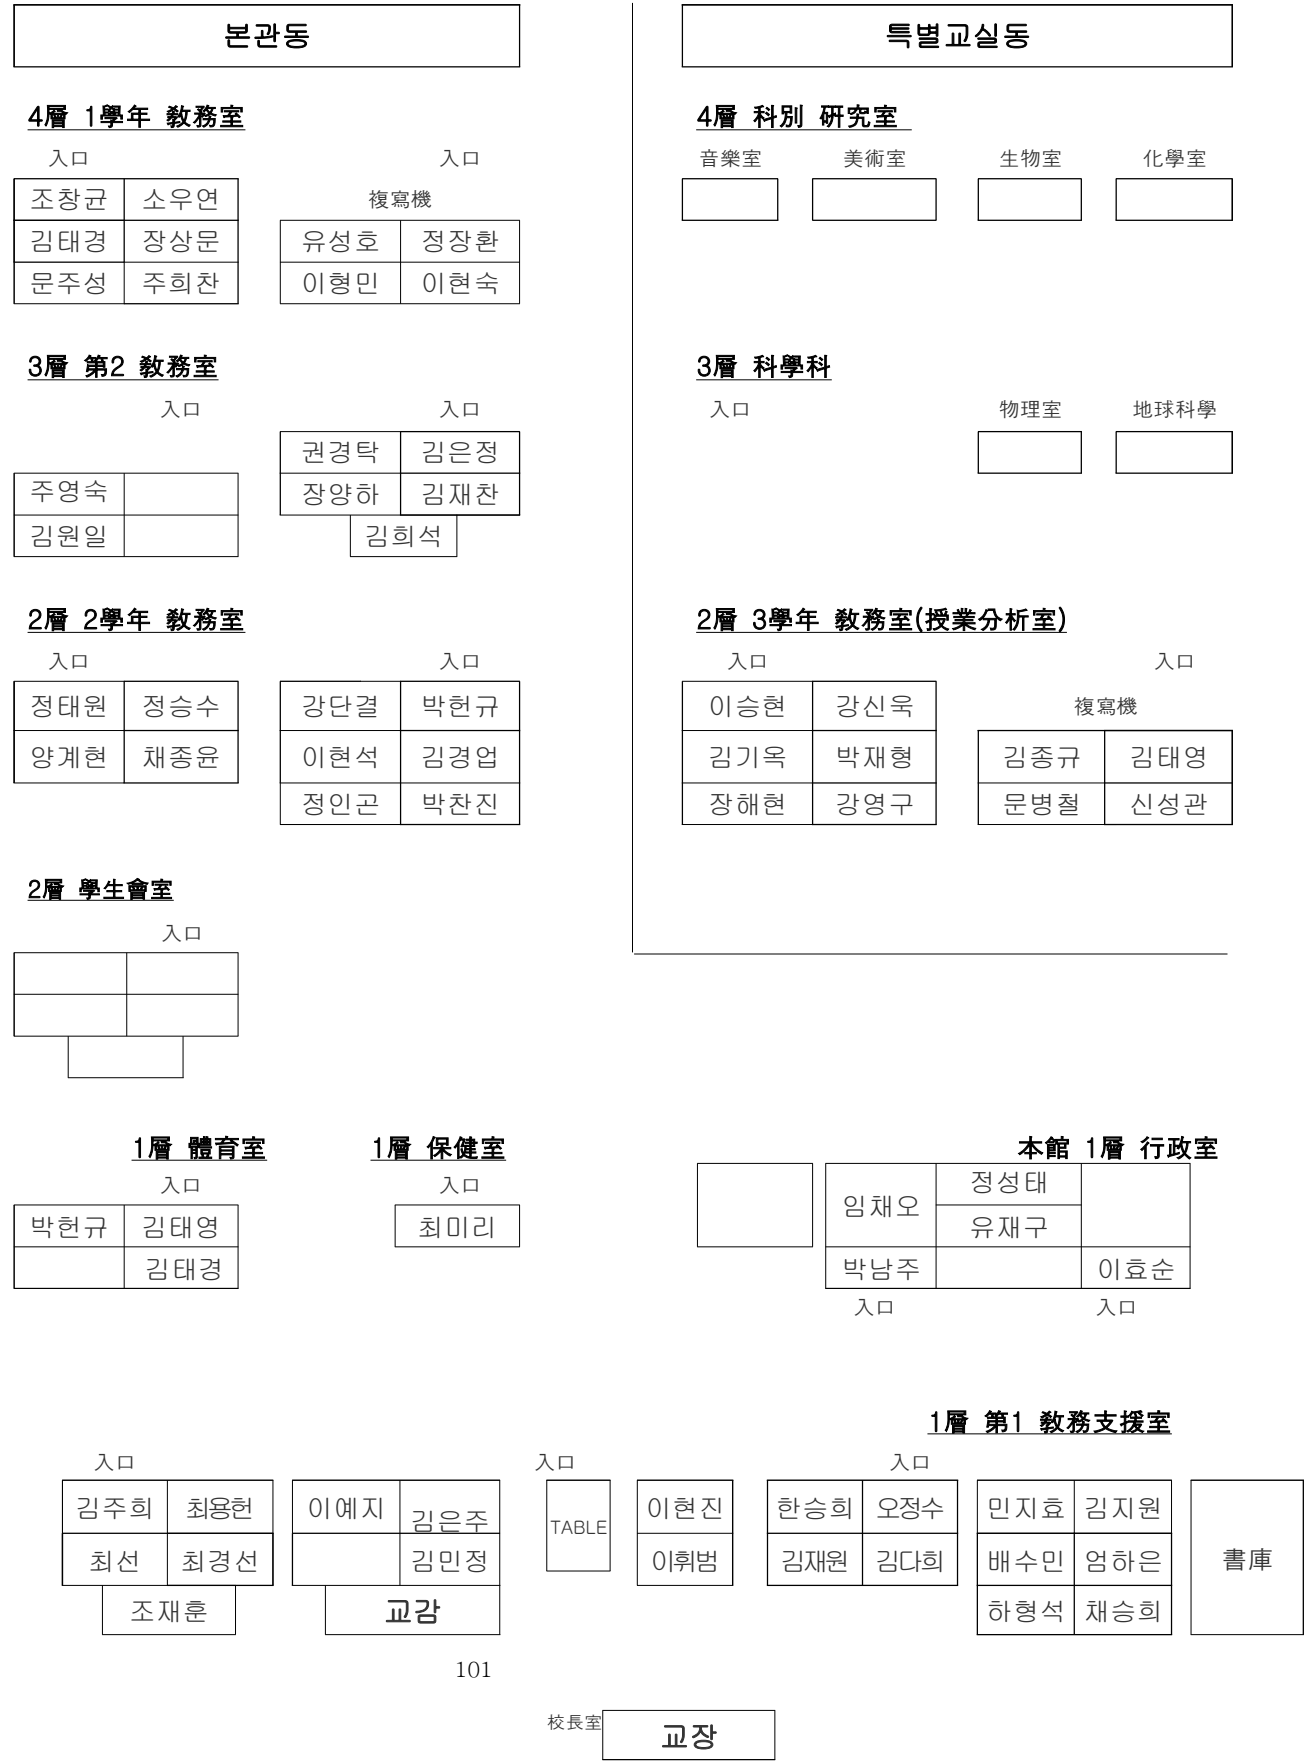 본관동 특별교실동
4層 1學年 敎務室 4層 科別 硏究室
入口 入口 音樂室 美術室 生物室 化學室
조창균 소우연 複寫機
김태경 장상문 유성호 정장환
문주성 주희찬 이형민 이현숙
3層 第2 敎務室 3層 科學科
入口 入口 入口 物理室 地球科學
권경탁 김은정
주영숙 장양하 김재찬
김원일 김희석
2層 2學年 敎務室 2層 3學年 敎務室(授業分析室)
入口 入口 入口 入口
정태원 정승수 강단결 박헌규 이승현 강신욱 複寫機
양계현 채종윤 이현석 김경업 김기옥 박재형 김종규 김태영
정인곤 박찬진 장해현 강영구 문병철 신성관
2層 學生會室
入口
1層 體育室 1層 保健室 本館 1層 行政室
入口 入口 임채오 정성태
박헌규 김태영 최미리 유재구
김태경 박남주 이효순
入口 入口
1層 第1 敎務支援室
入口 入口 入口
김주희 최용헌 이예지 김은주 TABLE 이현진 한승희 오정수 민지효 김지원
최선 최경선 김민정 이휘범 김재원 김다희 배수민 엄하은 書庫
조재훈 교감 하형석 채승희
101
校長室 교장